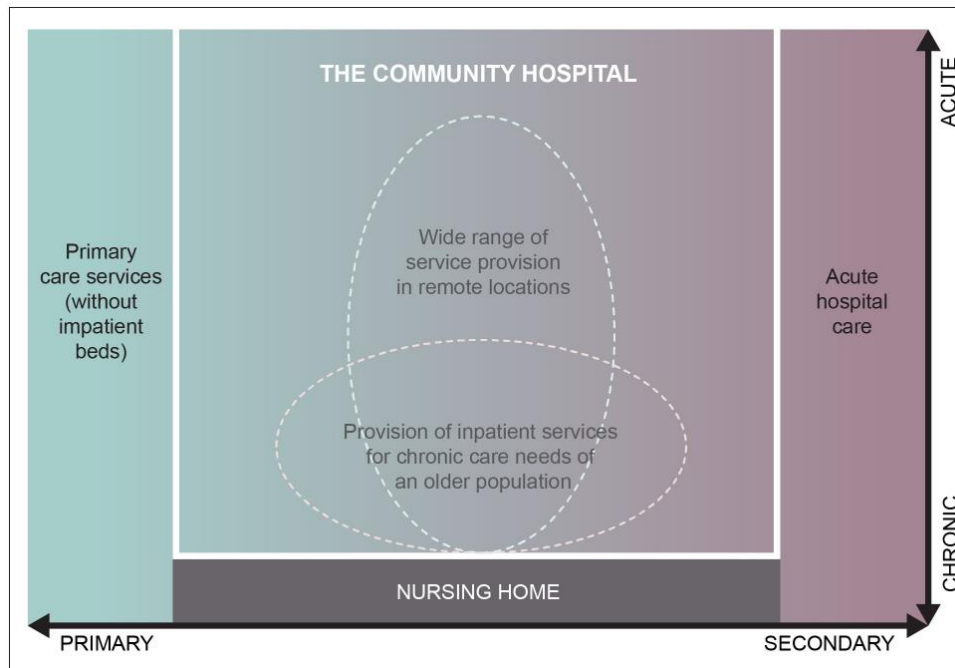 THE COMMUNITY HOSPITAL
Wide range of
service provision
in remote locations
Primary
care services
(without
impatient
beds)
Acute
hospital
care
Provision of inpatient services
for chronic care needs of
an older population
NURSING HOME
PRIMARY
SECONDARY
ACUTE
CHRONIC